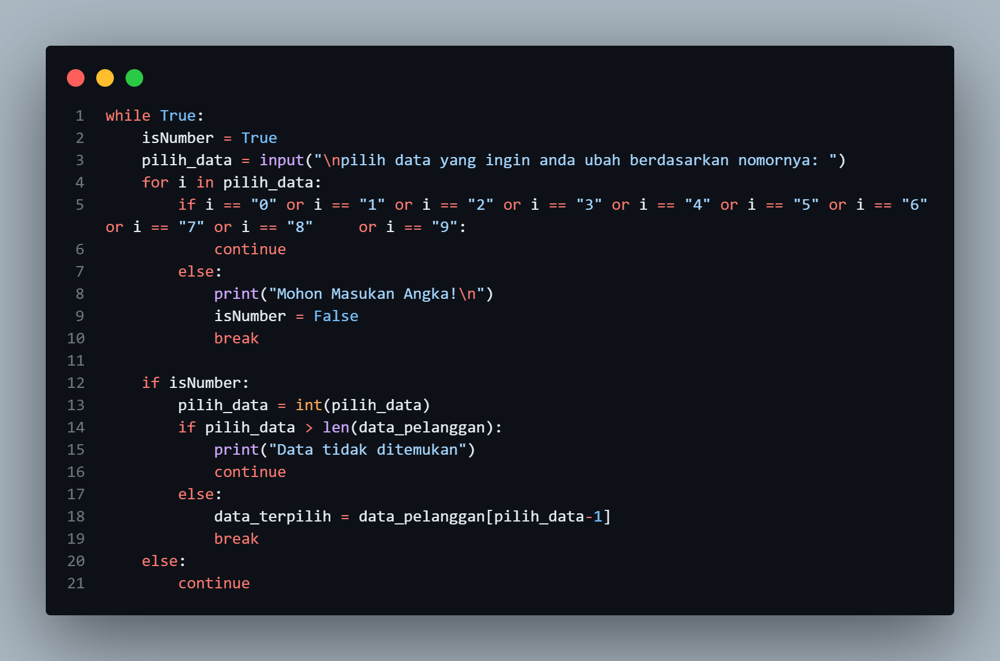 1 while True:
2     isNumber = True
3     pilih_data = input("\npilih data yang ingin anda ubah berdasarkan nomornya: ")
4     for i in pilih_data:
5         if i == "0" or i == "1" or i == "2" or i == "3" or i == "4" or i == "5" or i == "6"
or i == "7" or i == "8"     or i == "9":
6             continue
7         else:
8             print("Mohon Masukan Angka!\n")
9             isNumber = False
10             break
11
12     if isNumber:
13         pilih_data = int(pilih_data)
14         if pilih_data > len(data_pelanggan):
15             print("Data tidak ditemukan")
16             continue
17         else:
18             data_terpilih = data_pelanggan[pilih_data-1]
19             break
20     else:
21         continue